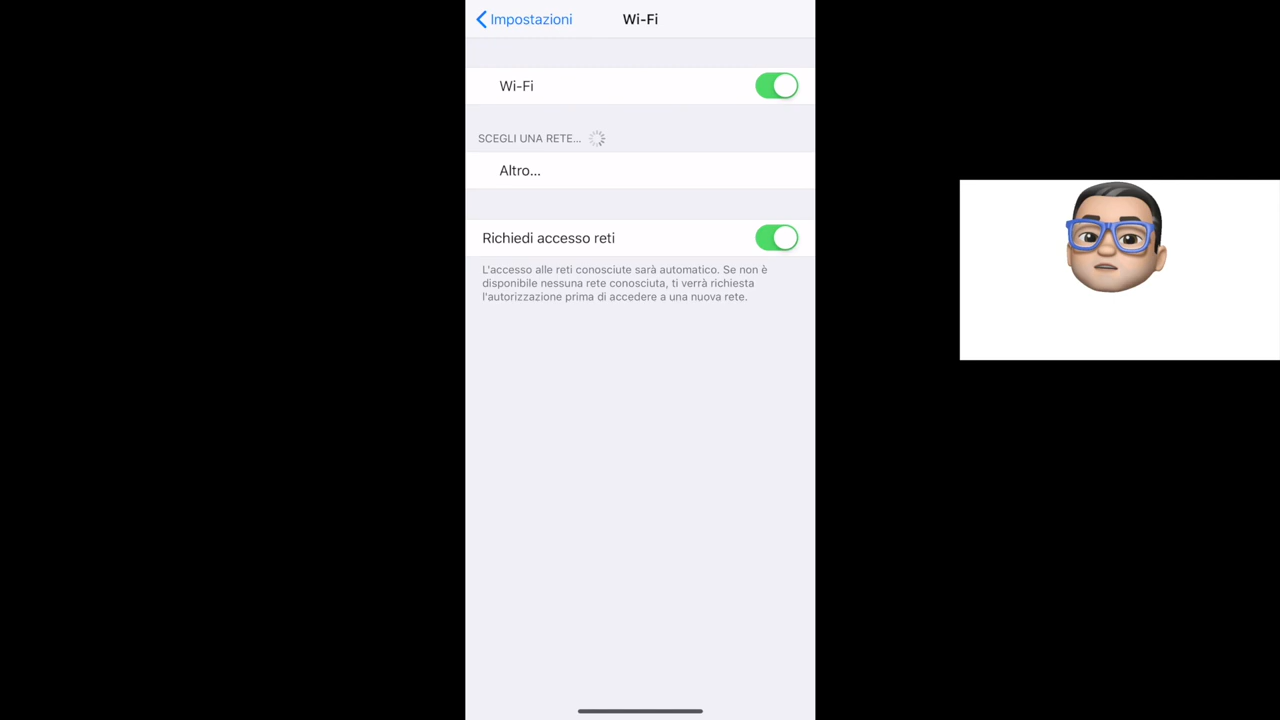 Impostazioni
Wi-Fi
Wi-Fi
SCEGLI UNA RETE...
Altro...
Richiedi accesso reti
L'accesso alle reti conosciute sarà automatico. Se non è
disponibile nessuna rete conosciuta, ti verrà richiesta
l'autorizzazione prima di accedere a una nuova rete.